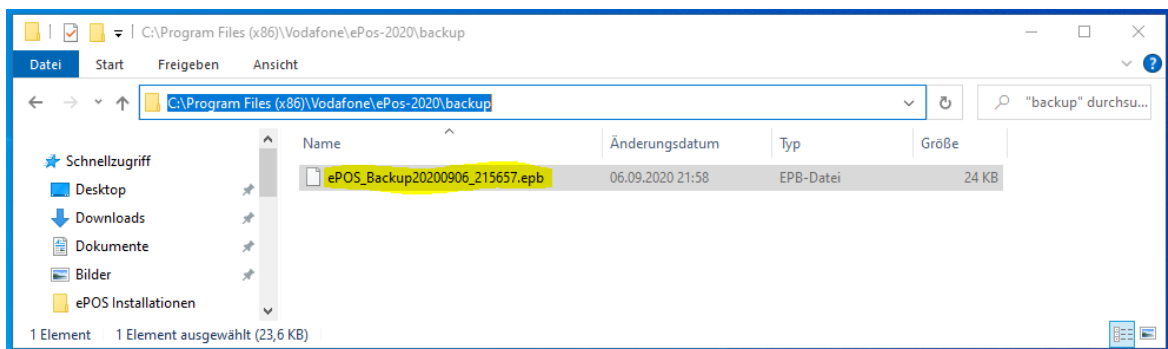 C:\Program Files (x86)\Vodafone\ePos-2020\backup
Datei Start Freigeben Ansicht
C:\Program Files (x86)\Vodafone\ePos-2020\backup "backup" durchsu...
Name Änderungsdatum Typ Größe
Schnellzugriff
ePOS_Backup20200906_215657.epb 06.09.2020 21:58 EPB-Datei 24 KB
Desktop
Downloads
Dokumente
Bilder
ePOS Installationen
1 Element 1 Element ausgewählt (23,6 KB)